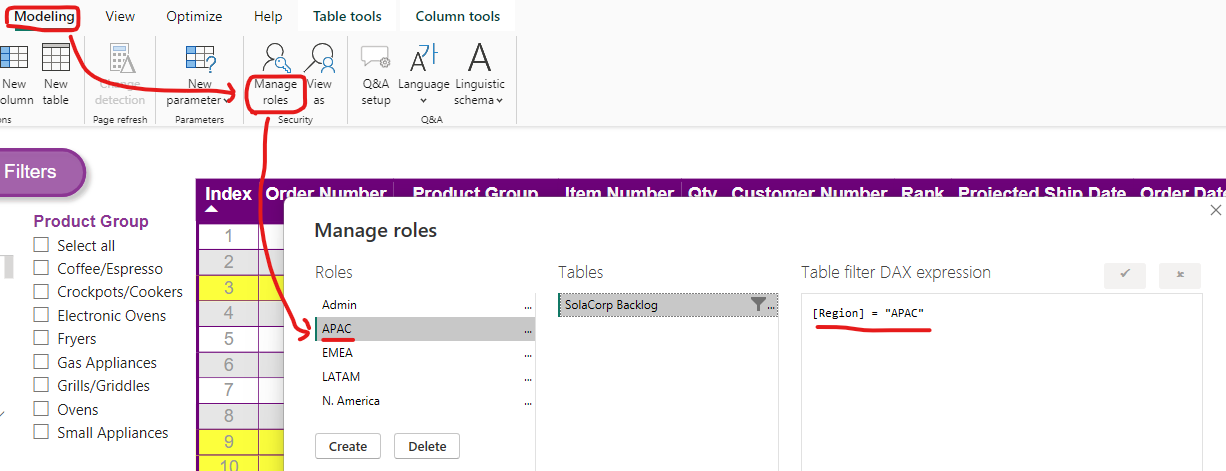 Modeling View Optimize Help Table tools Column tools
New New Change New Manage View Q&A Language Linguistic
olumn table detection parameter roles as setup schema
ons Page refresh Parameters Security Q&A
Filters
Index Order Number Product Group Item Number Qty Customer Number Rank Projected Ship Date Order Date
Product Group
Select all
Coffee/Espresso
Crockpots/Cookers
Electronic Ovens
Fryers
Gas Appliances
Grills/Griddles
Ovens
Small Appliances
1
2
3
4
5
6
7
8
9
10
Manage roles
Roles
Admin ...
APAC ...
EMEA ...
LATAM ...
N. America ...
Create Delete
Tables
SolaCorp Backlog ...
Table filter DAX expression
[Region] = "APAC"